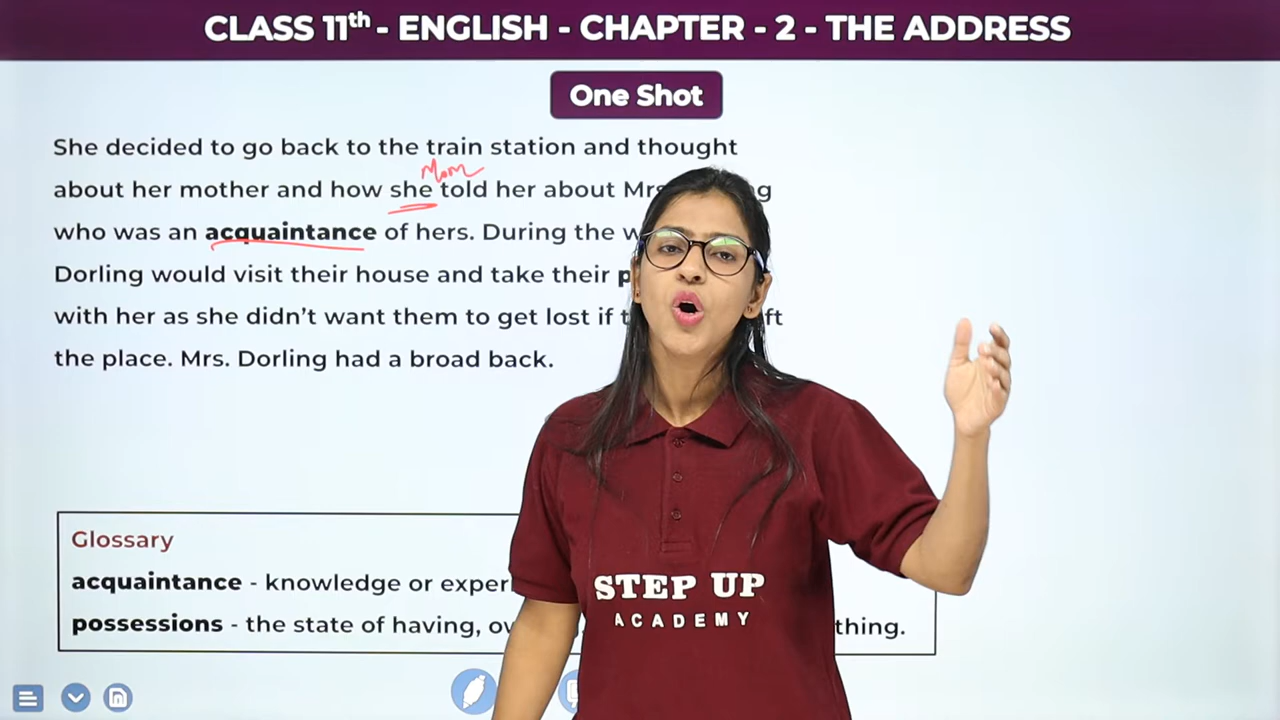 CLASS 11th - ENGLISH - CHAPTER - 2 - THE ADDRESS
One Shot
She decided to go back to the train station and thought
Mom
about her mother and how she told her about
who was an acquaintance of hers. During the
Dorling would visit their house and take their
with her as she didn't want them to get lost if
the place. Mrs. Dorling had a broad back.
Glossary
acquaintance - knowledge or
possessions - the state of having, thing.
STEP UP
ACADEMY